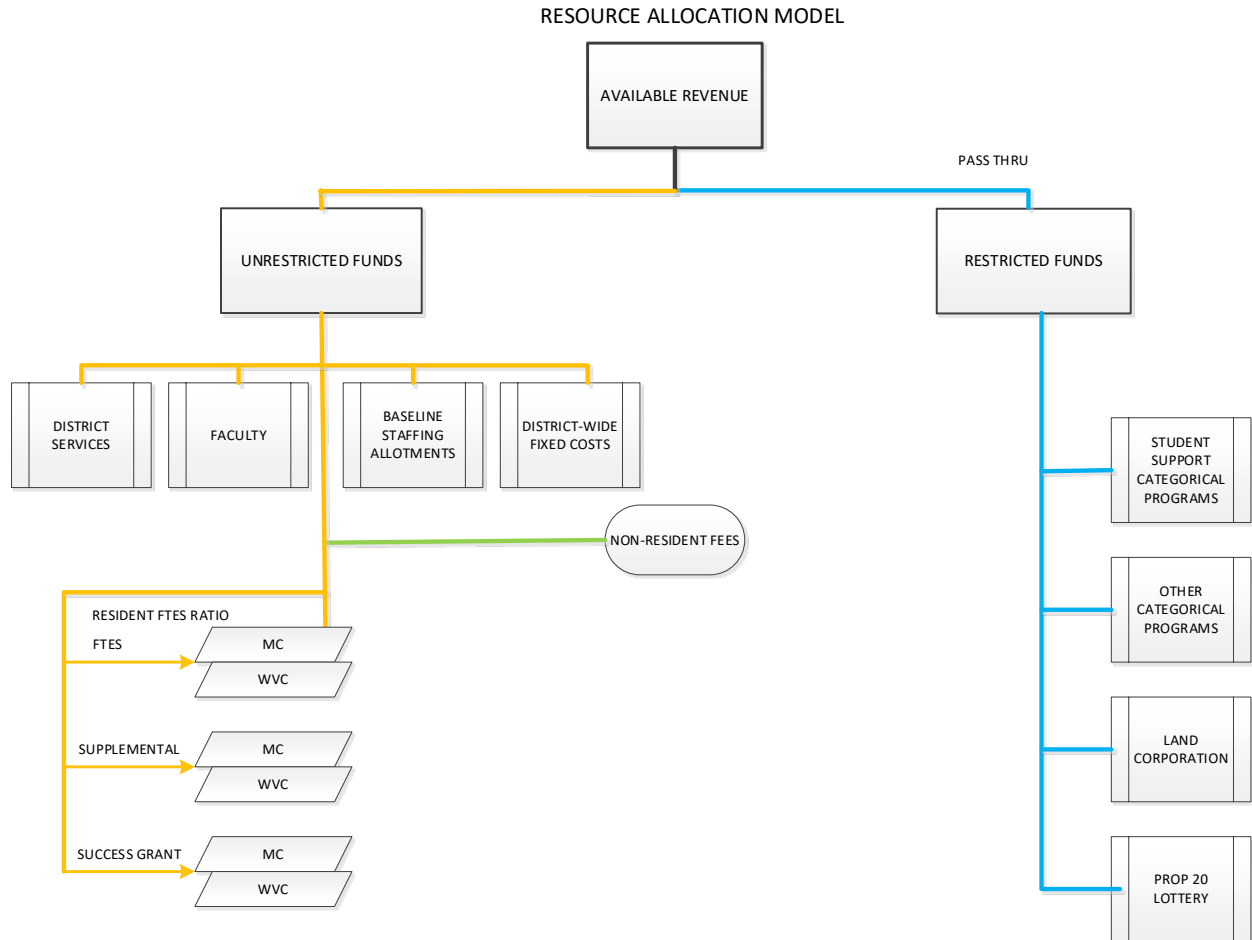 RESOURCE ALLOCATION MODEL
AVAILABLE REVENUE
PASS THRU
UNRESTRICTED FUNDS
RESTRICTED FUNDS
DISTRICT
SERVICES
FACULTY
BASELINE
STAFFING
ALLOTMENTS
DISTRICT-WIDE
FIXED COSTS
STUDENT
SUPPORT
CATEGORICAL
PROGRAMS
NON-RESIDENT FEES
OTHER
CATEGORICAL
PROGRAMS
RESIDENT FTES RATIO
FTES
MC
WVC
LAND
CORPORATION
SUPPLEMENTAL
MC
WVC
SUCCESS GRANT
MC
WVC
PROP 20
LOTTERY